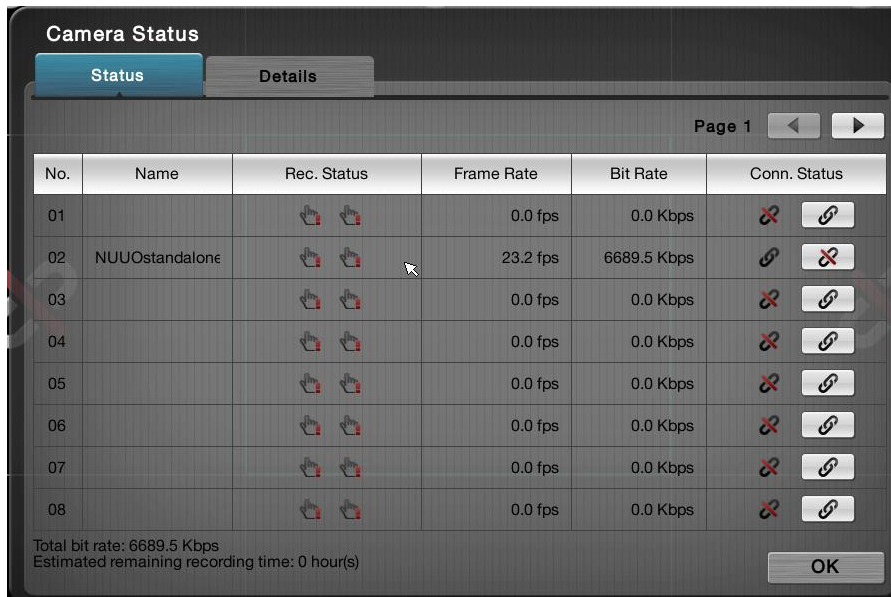 Camera Status
Status Details
Page 1
No. Name Rec. Status Frame Rate Bit Rate Conn. Status
01 0.0 fps 0.0 Kbps
02 NUUOstandalone 23.2 fps 6689.5 Kbps
03 0.0 fps 0.0 Kbps
04 0.0 fps 0.0 Kbps
05 0.0 fps 0.0 Kbps
06 0.0 fps 0.0 Kbps
07 0.0 fps 0.0 Kbps
08 0.0 fps 0.0 Kbps
Total bit rate: 6689.5 Kbps
Estimated remaining recording time: 0 hour(s)
OK